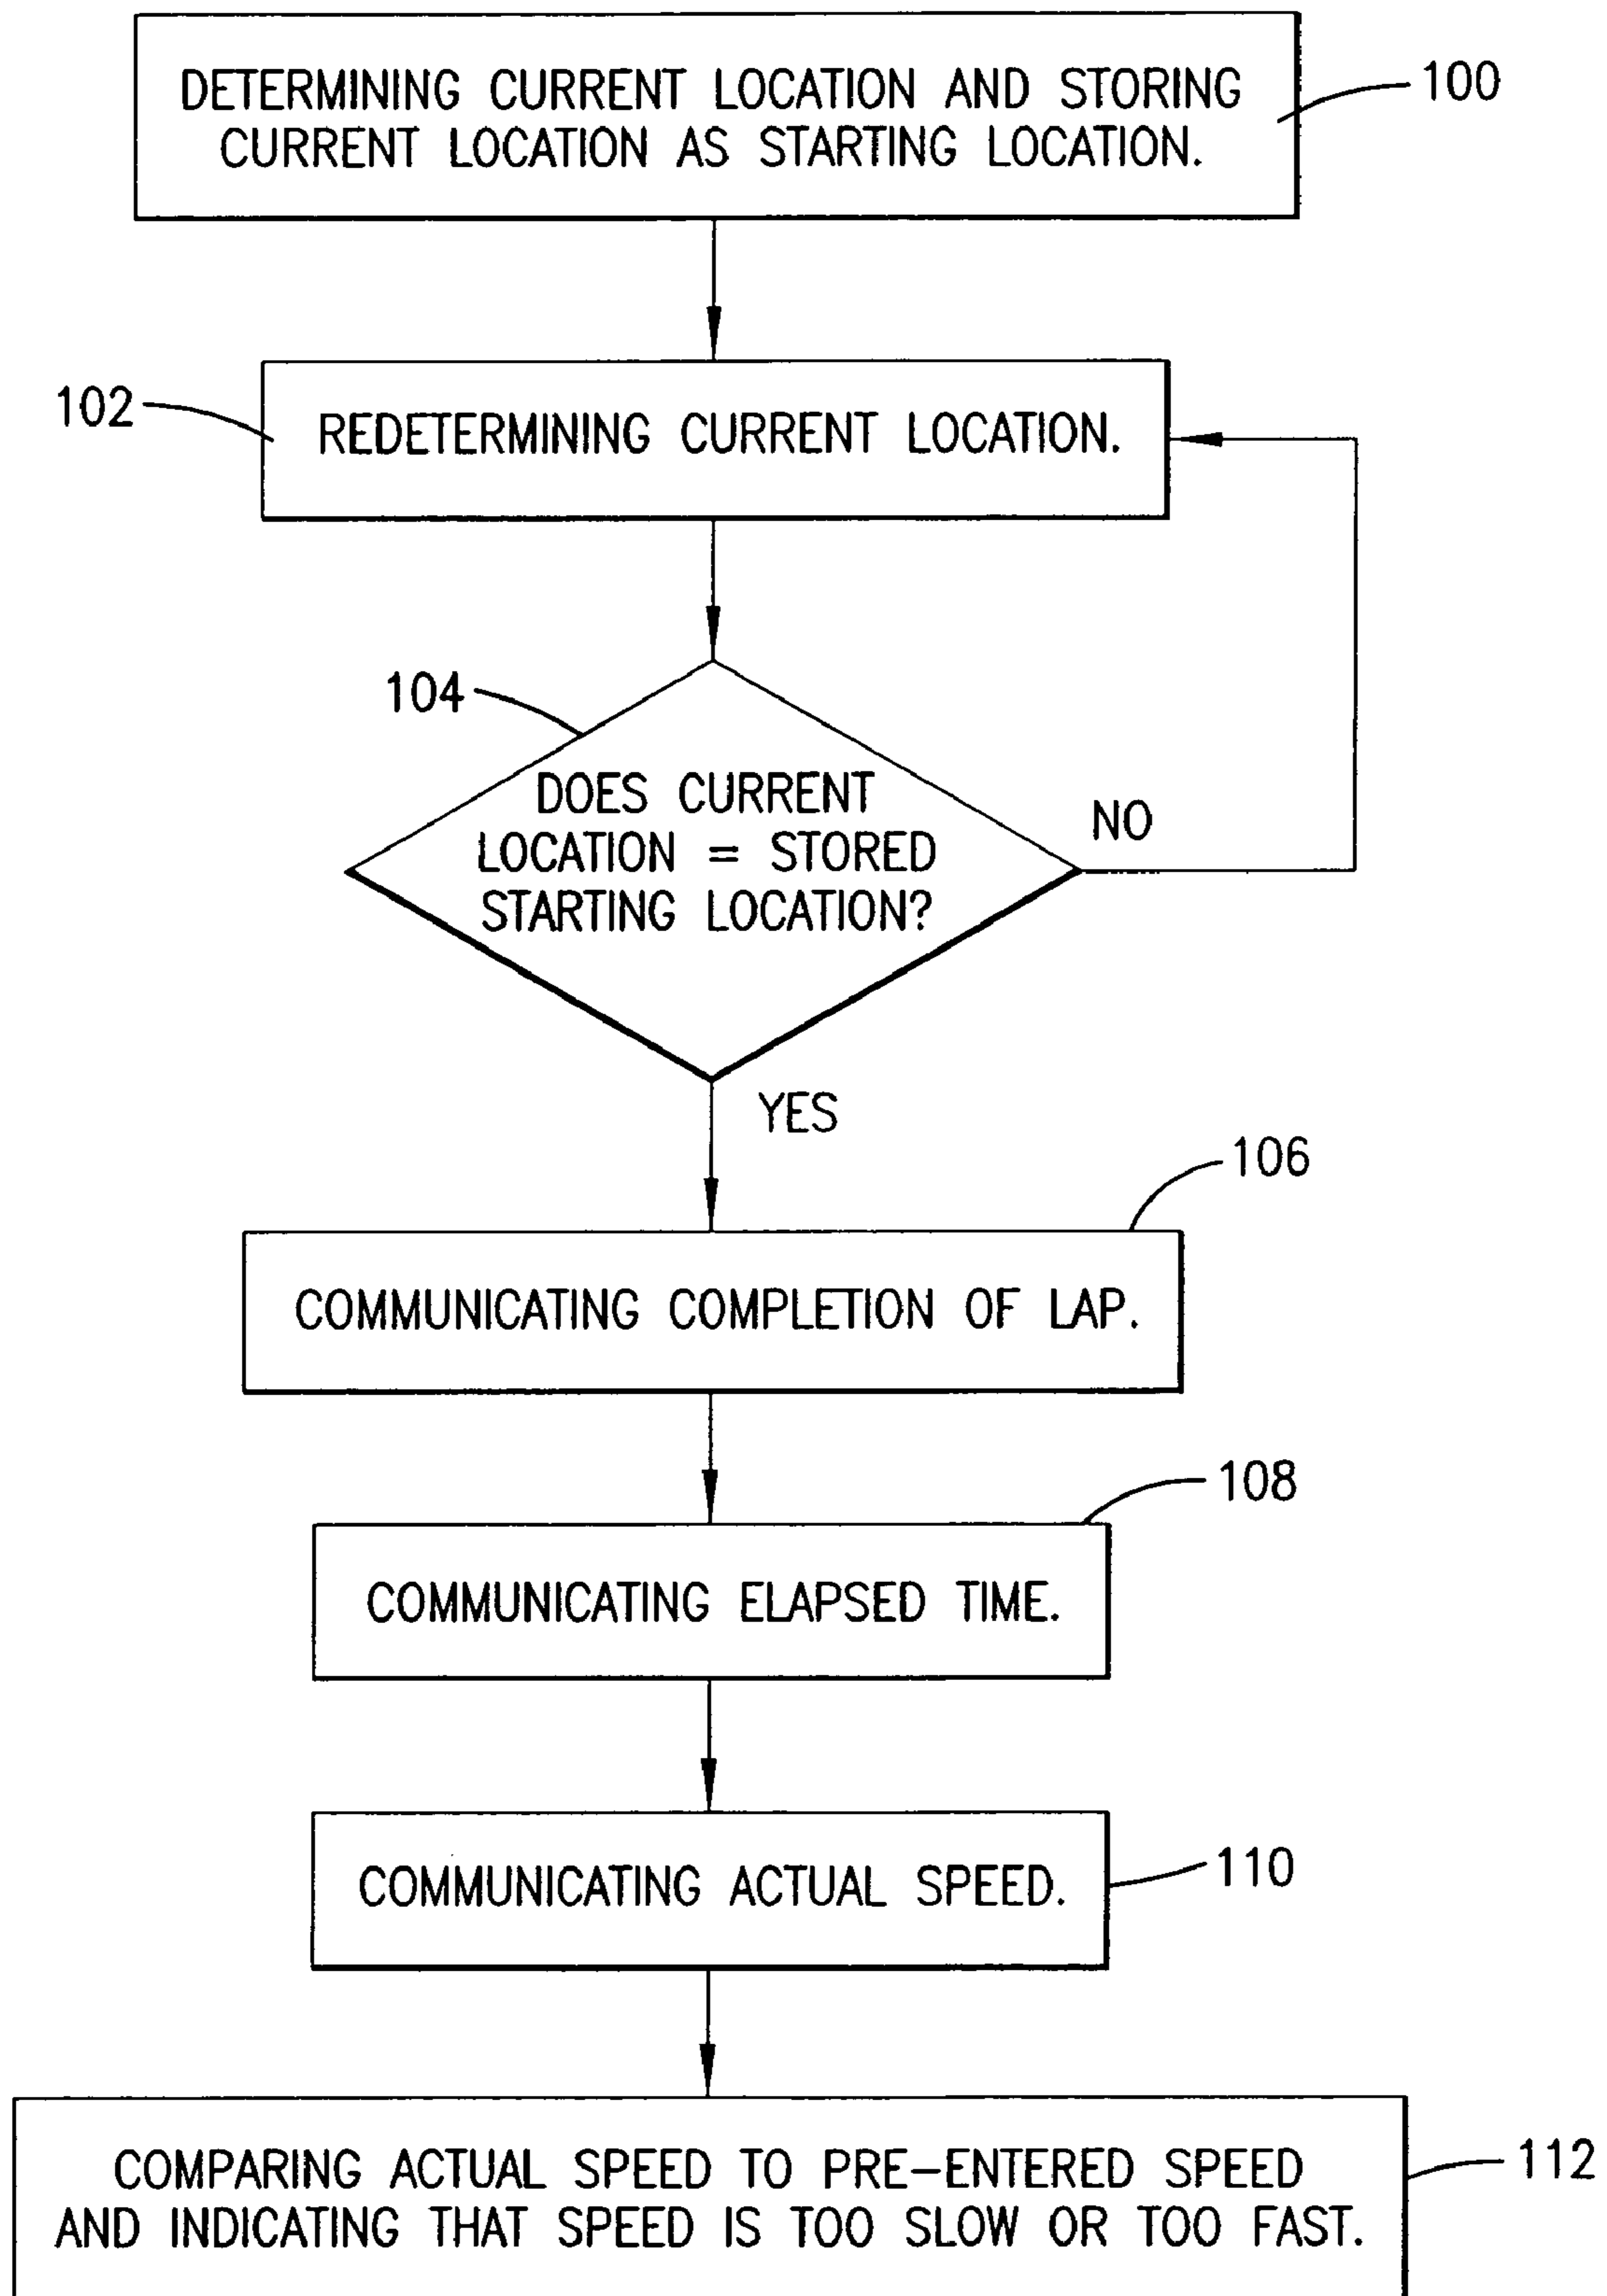 DETERMINING CURRENT LOCATION AND STORING
CURRENT LOCATION AS STARTING LOCATION.
100
102
REDETERMINING CURRENT LOCATION.
104
DOES CURRENT
LOCATION = STORED
STARTING LOCATION?
NO
YES
106
COMMUNICATING COMPLETION OF LAP.
108
COMMUNICATING ELAPSED TIME.
COMMUNICATING ACTUAL SPEED.
110
COMPARING ACTUAL SPEED TO PRE-ENTERED SPEED
AND INDICATING THAT SPEED IS TOO SLOW OR TOO FAST.
112